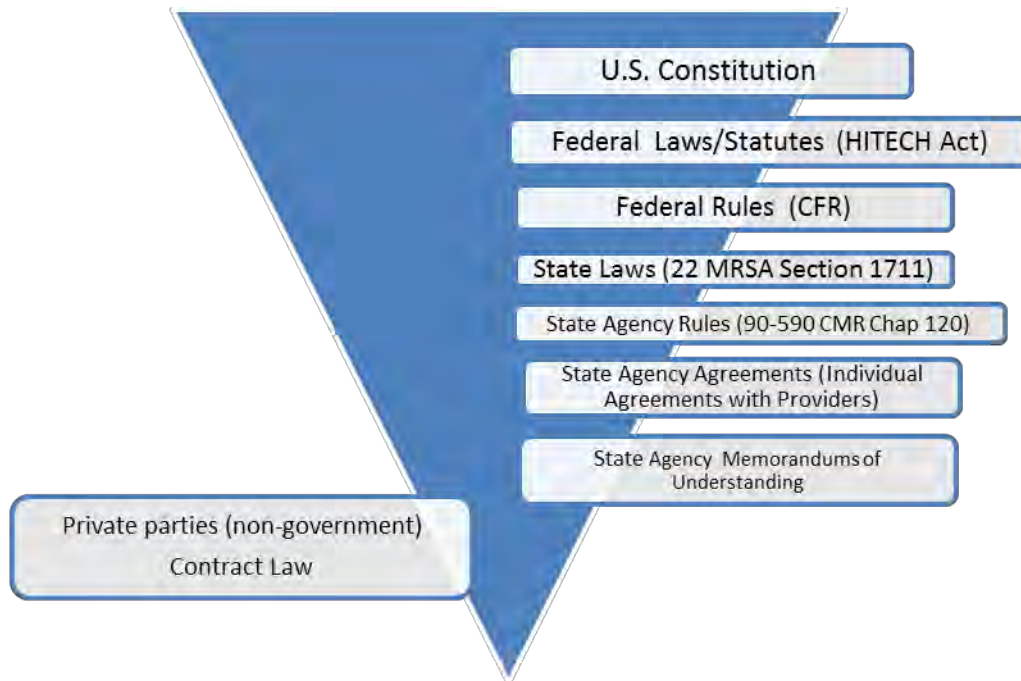 U.S. Constitution
Federal Laws/Statutes (HITECH Act)
Federal Rules (CFR)
State Laws (22 MRSA Section 1711)
State Agency Rules (90-590 CMR Chap 120)
State Agency Agreements (Individual
Agreements with Providers)
State Agency Memorandums of
Understanding
Private parties (non-government)
Contract Law